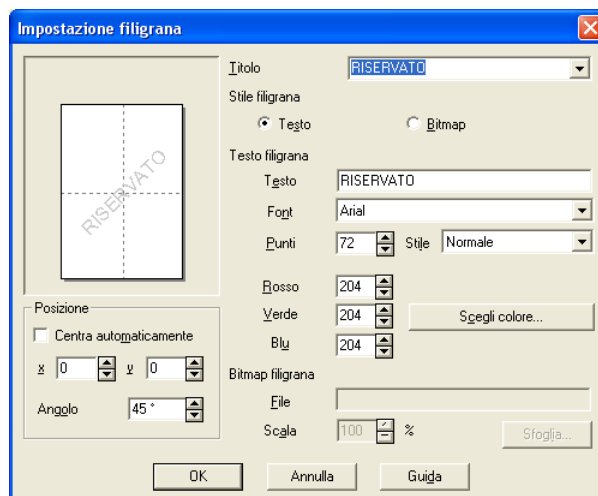 Impostazione filigrana
Titolo RISERVATO
Stile filigrana
Testo Bitmap
Testo filigrana
Testo RISERVATO
Font Arial
Punti 72 Stile Normale
Rosso 204
Verde 204 Scegli colore...
Blu 204
Bitmap filigrana
File
Scala 100 % Sfoglia...
RISERVATO
Posizione
Centra automaticamente
x 0 y 0
Angolo 45 °
OK Annulla Guida